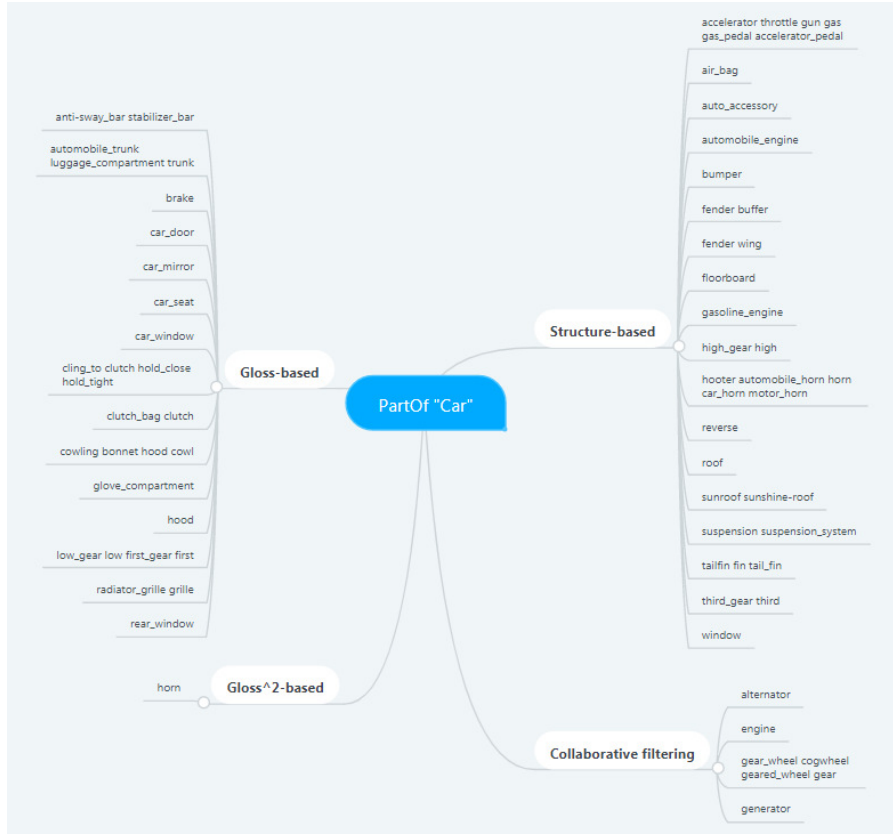 PartOf "Car"
Gloss-based
anti-sway_bar stabilizer_bar
automobile_trunk
luggage_compartment trunk
brake
car_door
car_mirror
car_seat
car_window
cling_to clutch hold_close
hold_tight
clutch_bag clutch
cowling bonnet hood cowl
glove_compartment
hood
low_gear low first_gear first
radiator_grille grille
rear_window
Gloss^2-based
horn
Structure-based
accelerator throttle gun gas
gas_pedal accelerator_pedal
air_bag
auto_accessory
automobile_engine
bumper
fender buffer
fender wing
floorboard
gasoline_engine
high_gear high
hooter automobile_horn horn
car_horn motor_horn
reverse
roof
sunroof sunshine-roof
suspension suspension_system
tailfin fin tail_fin
third_gear third
window
Collaborative filtering
alternator
engine
gear_wheel cogwheel
geared_wheel gear
generator